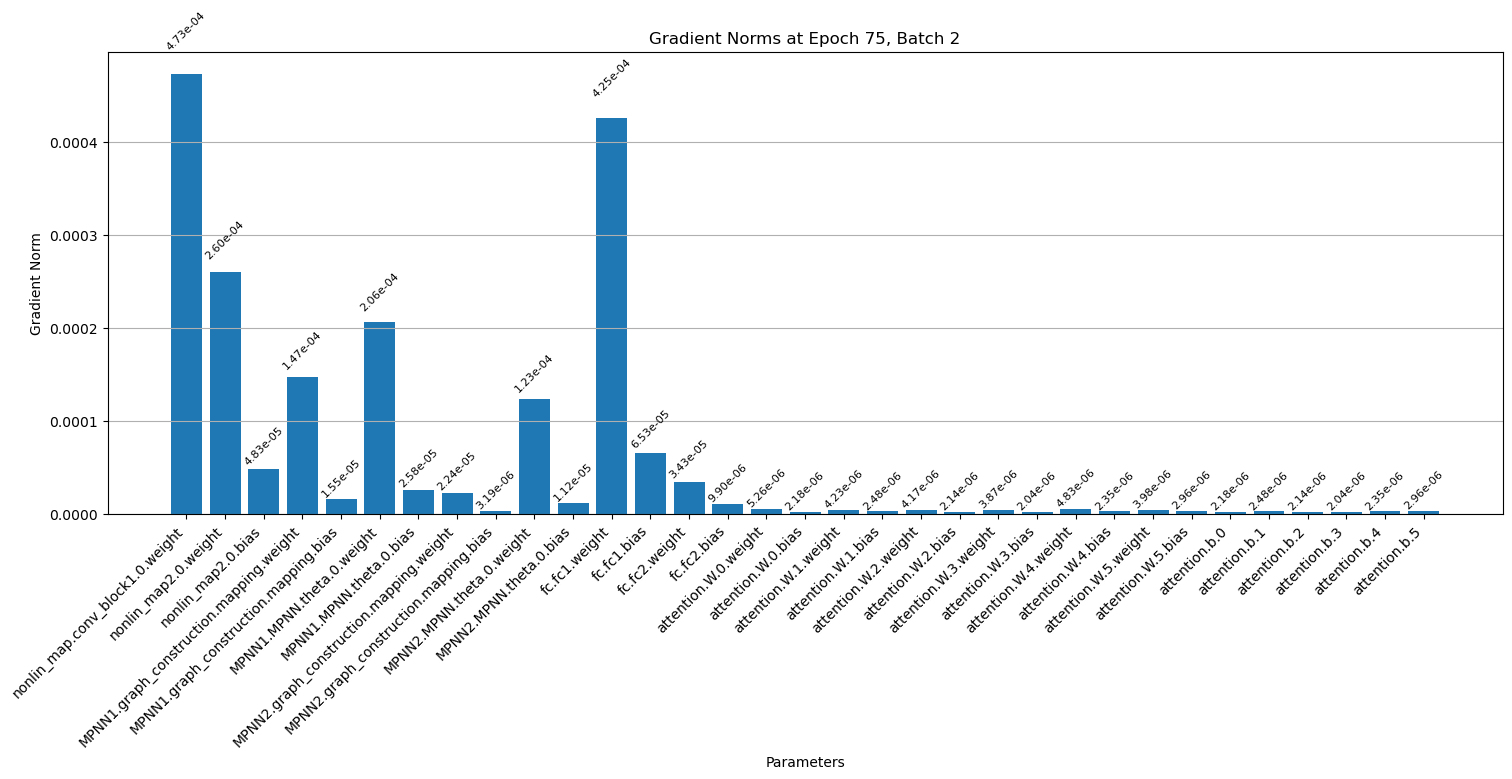 Gradient Norms at Epoch 75, Batch 2
Gradient Norm
0.0004
0.0003
0.0002
0.0001
0.0000
4.73e-04
2.60e-04
4.83e-05
1.47e-04
1.55e-05
2.06e-04
2.58e-05
2.24e-05
3.19e-06
1.23e-04
1.12e-05
4.25e-04
6.53e-05
3.43e-05
9.90e-06
5.26e-06
2.18e-06
4.23e-06
2.48e-06
4.17e-06
2.14e-06
3.87e-06
2.04e-06
4.83e-06
2.35e-06
3.98e-06
2.96e-06
2.18e-06
2.48e-06
2.14e-06
2.04e-06
2.35e-06
2.96e-06
nonlin_map.conv_block1.0.weight
nonlin_map2.0.weight
nonlin_map2.0.bias
MPNN1.graph_construction.mapping.weight
MPNN1.graph_construction.mapping.bias
MPNN1.MPNN.theta.0.weight
MPNN1.MPNN.theta.0.bias
MPNN2.graph_construction.mapping.weight
MPNN2.graph_construction.mapping.bias
MPNN2.MPNN.theta.0.weight
MPNN2.MPNN.theta.0.bias
fc.fc1.weight
fc.fc1.bias
fc.fc2.weight
fc.fc2.bias
attention.W.0.weight
attention.W.0.bias
attention.W.1.weight
attention.W.1.bias
attention.W.2.weight
attention.W.2.bias
attention.W.3.weight
attention.W.3.bias
attention.W.4.weight
attention.W.4.bias
attention.W.5.weight
attention.W.5.bias
attention.b.0
attention.b.1
attention.b.2
attention.b.3
attention.b.4
attention.b.5
Parameters